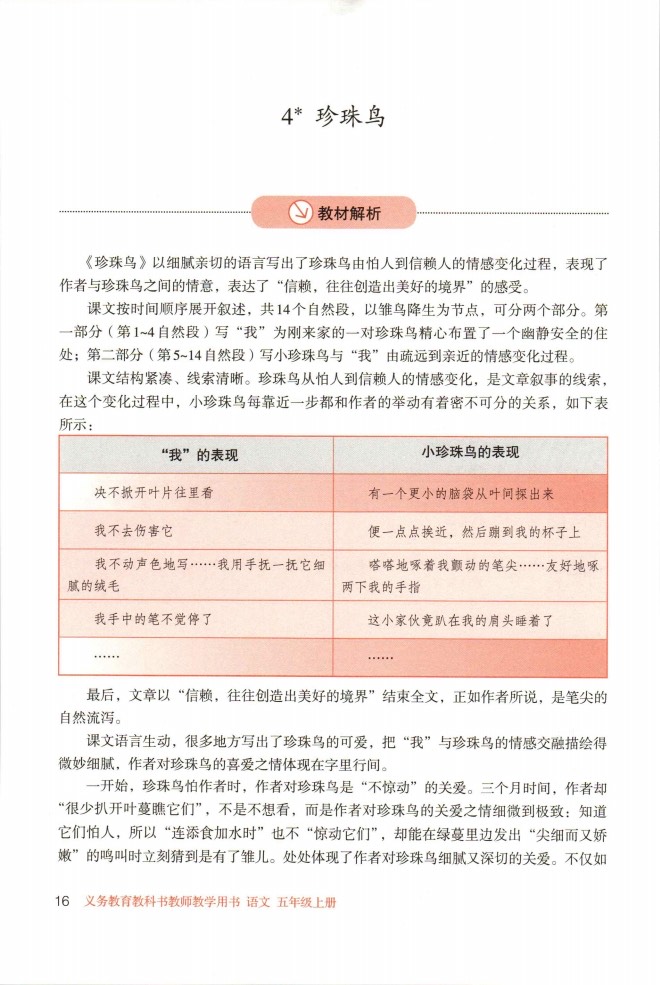 4* 珍珠鸟
教材解析
《珍珠鸟》以细腻亲切的语言写出了珍珠鸟由怕人到信赖人的情感变化过程，表现了
作者与珍珠鸟之间的情意，表达了“信赖，往往创造出美好的境界”的感受。
课文按时间顺序展开叙述，共14个自然段，以雏鸟降生为节点，可分两个部分。第
一部分（第1~4自然段）写“我”为刚来家的一对珍珠鸟精心布置了一个幽静安全的住
处；第二部分（第5~14自然段）写小珍珠鸟与“我”由疏远到亲近的情感变化过程。
课文结构紧凑、线索清晰。珍珠鸟从怕人到信赖人的情感变化，是文章叙事的线索，
在这个变化过程中，小珍珠鸟每靠近一步都和作者的举动有着密不可分的关系，如下表
所示：
“我”的表现
小珍珠鸟的表现
决不掀开叶片往里看
有一个更小的脑袋从叶间探出来
我不去伤害它
便一点点挨近，然后蹦到我的杯子上
我不动声色地写……我用手抚一抚它细
腻的绒毛
嗒嗒地啄着我颤动的笔尖……友好地啄
两下我的手指
我手中的笔不觉停了
这小家伙竟趴在我的肩头睡着了
……
……
最后，文章以“信赖，往往创造出美好的境界”结束全文，正如作者所说，是笔尖的
自然流泻。
课文语言生动，很多地方写出了珍珠鸟的可爱，把“我”与珍珠鸟的情感交融描绘得
微妙细腻，作者对珍珠鸟的喜爱之情体现在字里行间。
一开始，珍珠鸟怕作者时，作者对珍珠鸟是“不惊动”的关爱。三个月时间，作者却
“很少扒开叶蔓瞧它们”，不是不想看，而是作者对珍珠鸟的关爱之情细微到极致：知道
它们怕人，所以“连添食加水时”也不“惊动它们”，却能在绿蔓里边发出“尖细而又娇
嫩”的鸣叫时立刻猜到是有了雏儿。处处体现了作者对珍珠鸟细腻又深切的关爱。不仅如
16 义务教育教科书教师教学用书 语文 五年级上册